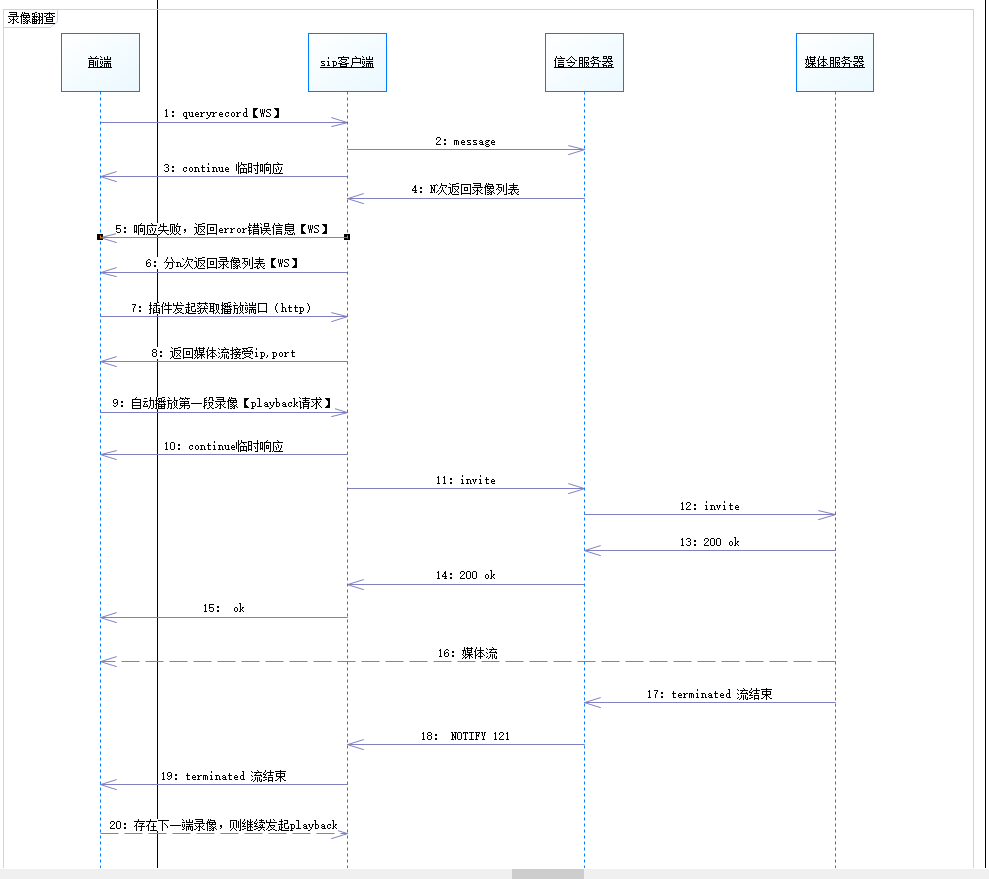 录像翻查
前端
sip客户端
信令服务器
媒体服务器
1: queryrecord【WS】
2: message
3: continue 临时响应
4: N次返回录像列表
5: 响应失败，返回error错误信息【WS】
6: 分n次返回录像列表【WS】
7: 插件发起获取播放端口（http）
8: 返回媒体流接受ip,port
9: 自动播放第一段录像【playback请求】
10: continue临时响应
11: invite
12: invite
13: 200 ok
14: 200 ok
15: ok
16: 媒体流
17: terminated 流结束
18: NOTIFY 121
19: terminated 流结束
20: 存在下一端录像，则继续发起playback